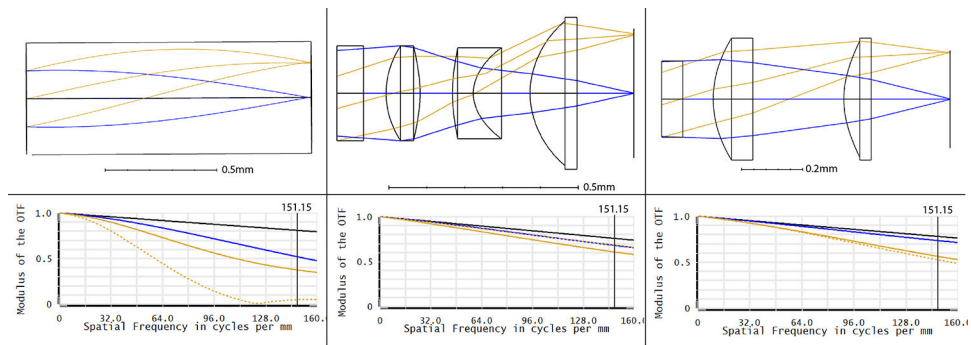 0.5mm
0.5mm
0.2mm
151.15
1.0
0.5
0
Modulus of the OTF
0 32.0 64.0 96.0 128.0 160.0
Spatial Frequency in cycles per mm
151.15
1.0
0.5
0
Modulus of the OTF
0 32.0 64.0 96.0 128.0 160.
Spatial Frequency in cycles per mm
151.15
1.0
0.5
0
Modulus of the OTF
0 32.0 64.0 96.0 128.0 160.
Spatial Frequency in cycles per mm